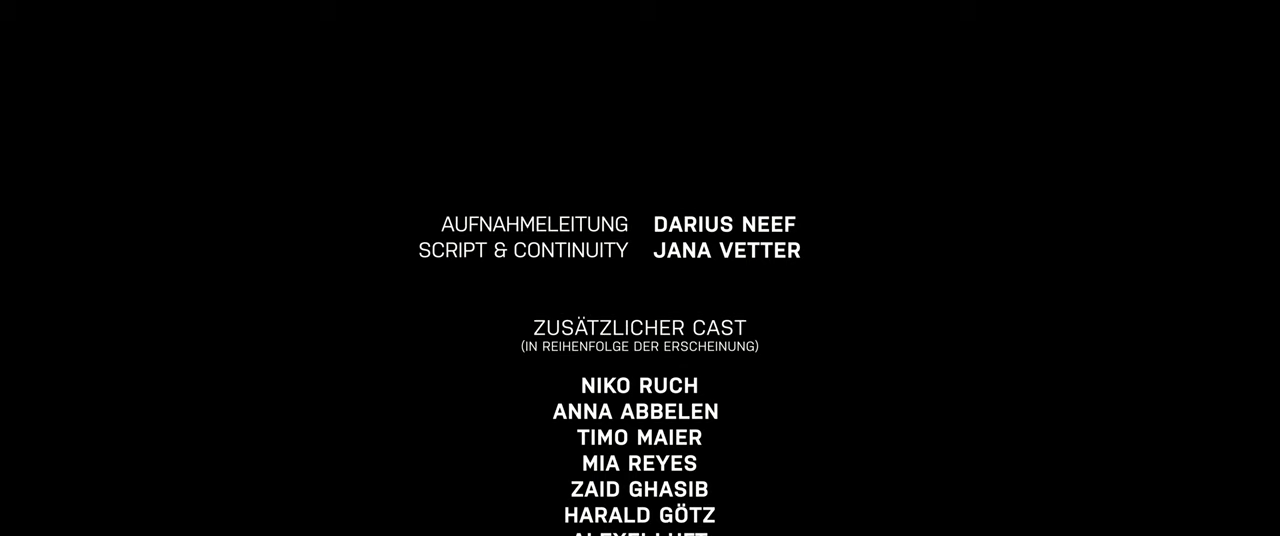 AUFNAHMELEITUNG DARIUS NEEF
SCRIPT & CONTINUITY JANA VETTER
ZUSÄTZLICHER CAST
(IN REIHENFOLGE DER ERSCHEINUNG)
NIKO RUCH
ANNA ABBELEN
TIMO MAIER
MIA REYES
ZAID GHASIB
HARALD GÖTZ